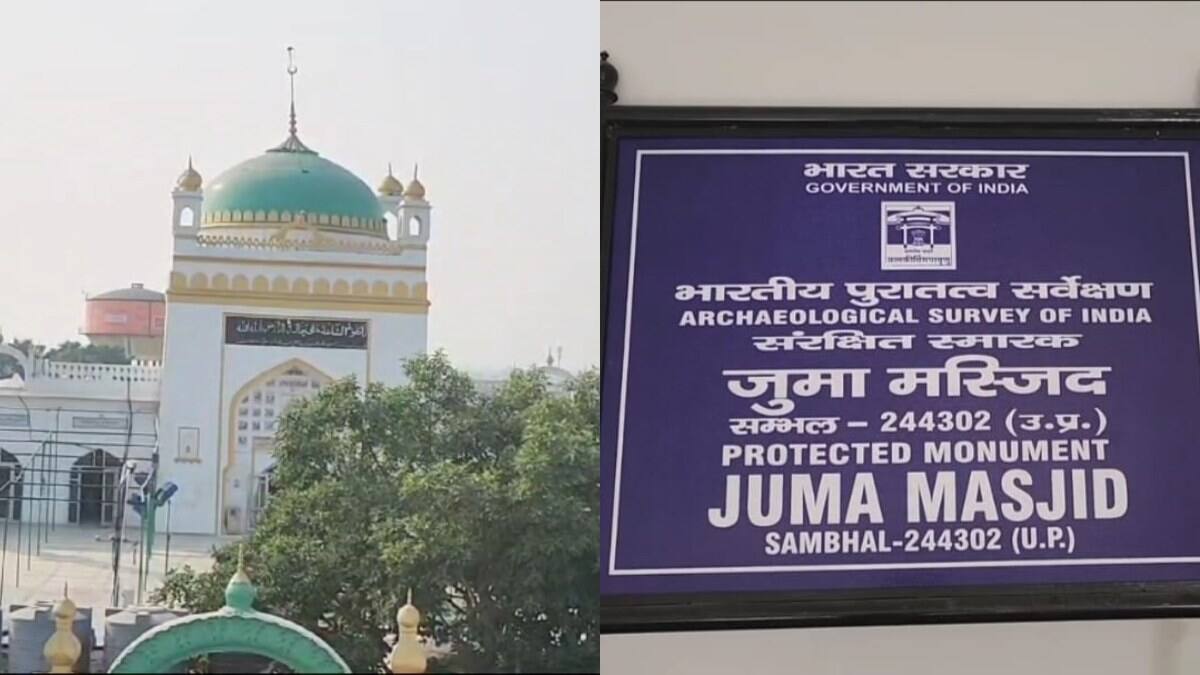 भारत सरकार
GOVERNMENT OF INDIA
भारतीय पुरातत्व सर्वेक्षण
ARCHAEOLOGICAL SURVEY OF INDIA
संरक्षित स्मारक
जुमा मस्जिद
सम्भल - 244302 (उ.प्र.)
PROTECTED MONUMENT
JUMA MASJID
SAMBHAL-244302 (U.P.)